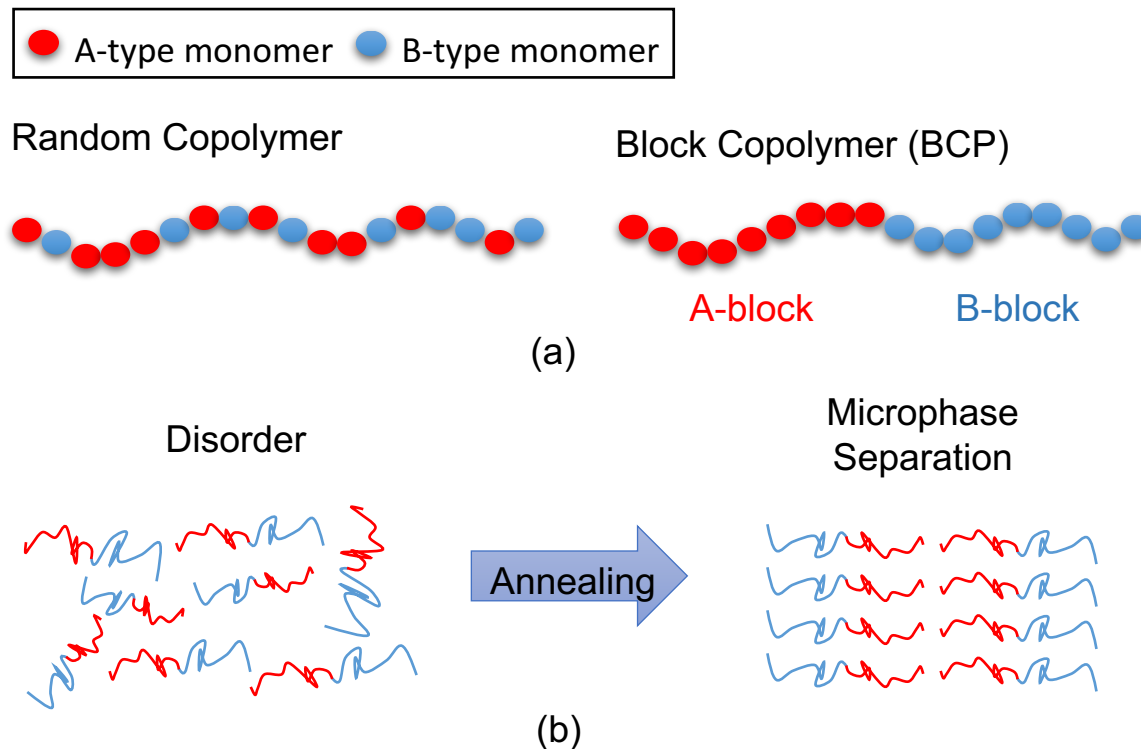 A-type monomer B-type monomer
Random Copolymer
Block Copolymer (BCP)
A-block B-block
(a)
Disorder
Microphase
Separation
Annealing
(b)